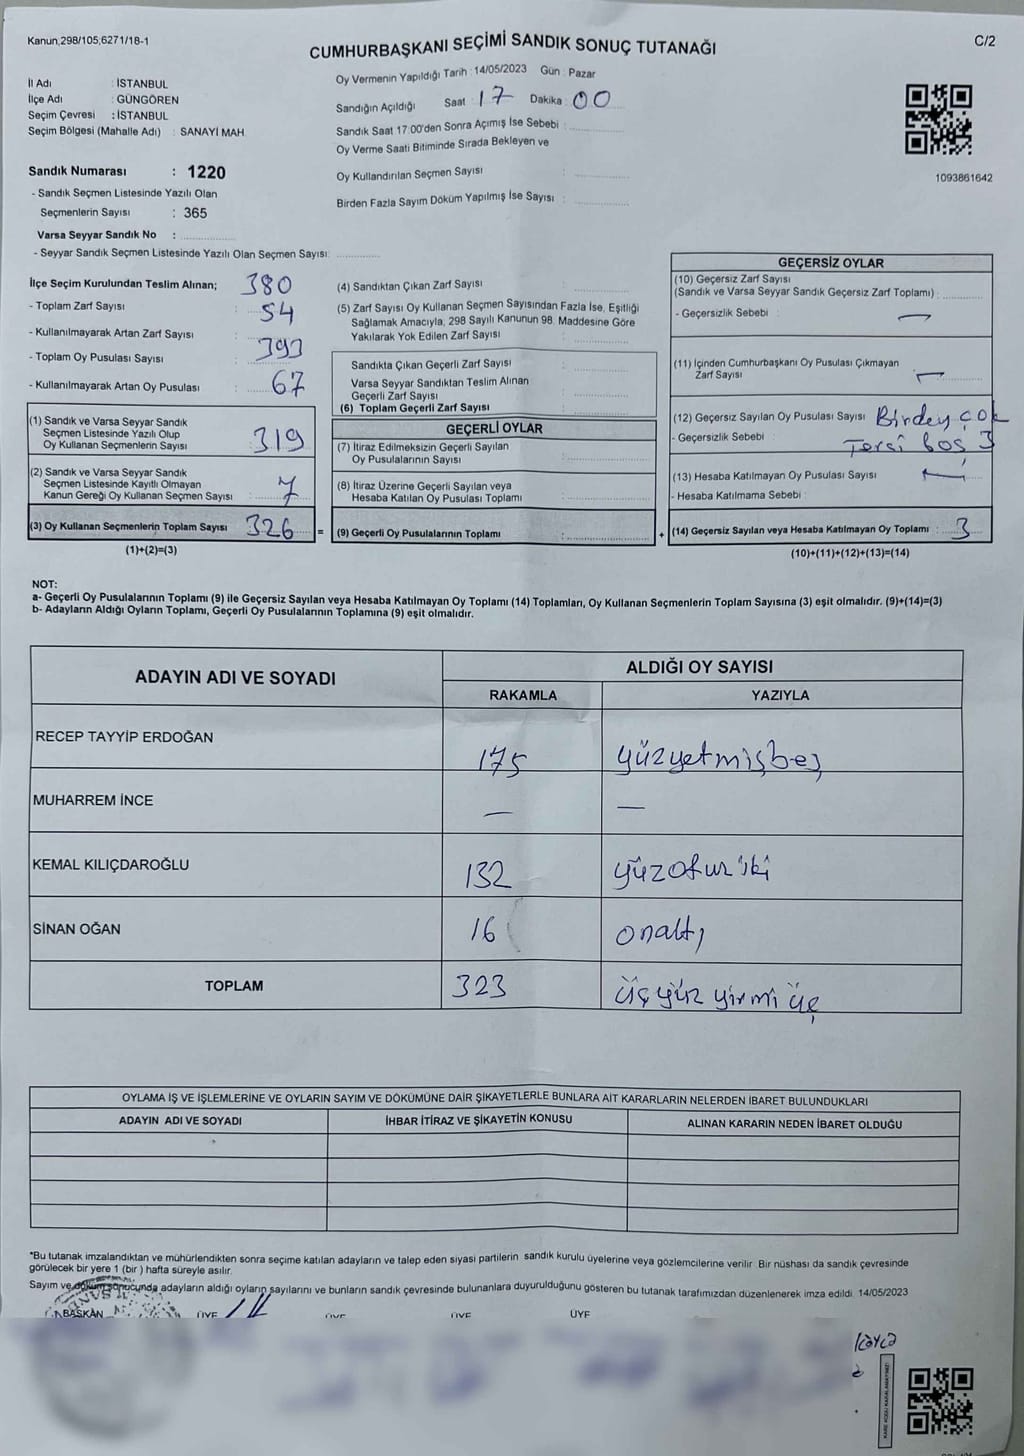 Kanun,298/105,6271/18-1
C/2
CUMHURBAŞKANI SEÇİMİ SANDIK SONUÇ TUTANAĞI
İl Adı : İSTANBUL
İlçe Adı : GÜNGÖREN
Seçim Çevresi : İSTANBUL
Seçim Bölgesi (Mahalle Adı) : SANAYİ MAH.
Oy Vermenin Yapıldığı Tarih : 14/05/2023 Gün : Pazar
Sandığın Açıldığı Saat : 17 Dakika : 00
Sandık Saat 17:00'den Sonra Açımış İse Sebebi :
Oy Verme Saati Bitiminde Sırada Bekleyen ve
Oy Kullandırılan Seçmen Sayısı :
Birden Fazla Sayım Döküm Yapılmış İse Sayısı :
1093861642
Sandık Numarası : 1220
- Sandık Seçmen Listesinde Yazılı Olan
Seçmenlerin Sayısı : 365
Varsa Seyyar Sandık No :
- Seyyar Sandık Seçmen Listesinde Yazılı Olan Seçmen Sayısı:
İlçe Seçim Kurulundan Teslim Alınan; 380
- Toplam Zarf Sayısı : 54
- Kullanılmayarak Artan Zarf Sayısı :
- Toplam Oy Pusulası Sayısı : 393
- Kullanılmayarak Artan Oy Pusulası : 67
(1) Sandık ve Varsa Seyyar Sandık
Seçmen Listesinde Yazılı Olup
Oy Kullanan Seçmenlerin Sayısı : 319
(2) Sandık ve Varsa Seyyar Sandık
Seçmen Listesinde Kayıtlı Olmayan
Kanun Gereği Oy Kullanan Seçmen Sayısı : 7
(3) Oy Kullanan Seçmenlerin Toplam Sayısı : 326 =
(1)+(2)=(3)
(4) Sandıktan Çıkan Zarf Sayısı :
(5) Zarf Sayısı Oy Kullanan Seçmen Sayısından Fazla İse, Eşitliği
Sağlamak Amacıyla, 298 Sayılı Kanunun 98. Maddesine Göre
Yakılarak Yok Edilen Zarf Sayısı :
Sandıkta Çıkan Geçerli Zarf Sayısı :
Varsa Seyyar Sandıktan Teslim Alınan
Geçerli Zarf Sayısı :
(6) Toplam Geçerli Zarf Sayısı :
GEÇERLİ OYLAR
(7) İtiraz Edilmeksizin Geçerli Sayılan
Oy Pusulalarının Sayısı :
(8) İtiraz Üzerine Geçerli Sayılan veya
Hesaba Katılan Oy Pusulası Toplamı :
(9) Geçerli Oy Pusulalarının Toplamı : +
GEÇERSİZ OYLAR
(10) Geçersiz Zarf Sayısı
(Sandık ve Varsa Seyyar Sandık Geçersiz Zarf Toplamı) :
- Geçersizlik Sebebi : —
(11) İçinden Cumhurbaşkanı Oy Pusulası Çıkmayan
Zarf Sayısı : —
(12) Geçersiz Sayılan Oy Pusulası Sayısı : Birdey çok
- Geçersizlik Sebebi : Tersi boş 3
(13) Hesaba Katılmayan Oy Pusulası Sayısı :
- Hesaba Katılmama Sebebi :
(14) Geçersiz Sayılan veya Hesaba Katılmayan Oy Toplamı : 3
(10)+(11)+(12)+(13)=(14)
NOT:
a- Geçerli Oy Pusulalarının Toplamı (9) ile Geçersiz Sayılan veya Hesaba Katılmayan Oy Toplamı (14) Toplamları, Oy Kullanan Seçmenlerin Toplam Sayısına (3) eşit olmalıdır. (9)+(14)=(3)
b- Adayların Aldığı Oyların Toplamı, Geçerli Oy Pusulalarının Toplamına (9) eşit olmalıdır.
ADAYIN ADI VE SOYADI
ALDIĞI OY SAYISI
RAKAMLA YAZIYLA
RECEP TAYYİP ERDOĞAN 175 yüzyetmişbeş
MUHARREM İNCE — —
KEMAL KILIÇDAROĞLU 132 yüzotuz iki
SİNAN OĞAN 16 onaltı
TOPLAM 323 üçyüz yirmi üç
OYLAMA İŞ VE İŞLEMLERİNE VE OYLARIN SAYIM VE DÖKÜMÜNE DAİR ŞİKAYETLERLE BUNLARA AİT KARARLARIN NELERDEN İBARET BULUNDUKLARI
ADAYIN ADI VE SOYADI İHBAR İTİRAZ VE ŞİKAYETİN KONUSU ALINAN KARARIN NEDEN İBARET OLDUĞU
*Bu tutanak imzalandıktan ve mühürlendikten sonra seçime katılan adayların ve talep eden siyasi partilerin sandık kurulu üyelerine veya gözlemcilerine verilir. Bir nüshası da sandık çevresinde
görülecek bir yere 1 (bir ) hafta süreyle asılır.
Sayım ve döküm sonucunda adayların aldığı oyların sayılarını ve bunların sandık çevresinde bulunanlara duyurulduğunu gösteren bu tutanak tarafımızdan düzenlenerek imza edildi. 14/05/2023
BAŞKAN ÜYE ÜYE ÜYE ÜYE